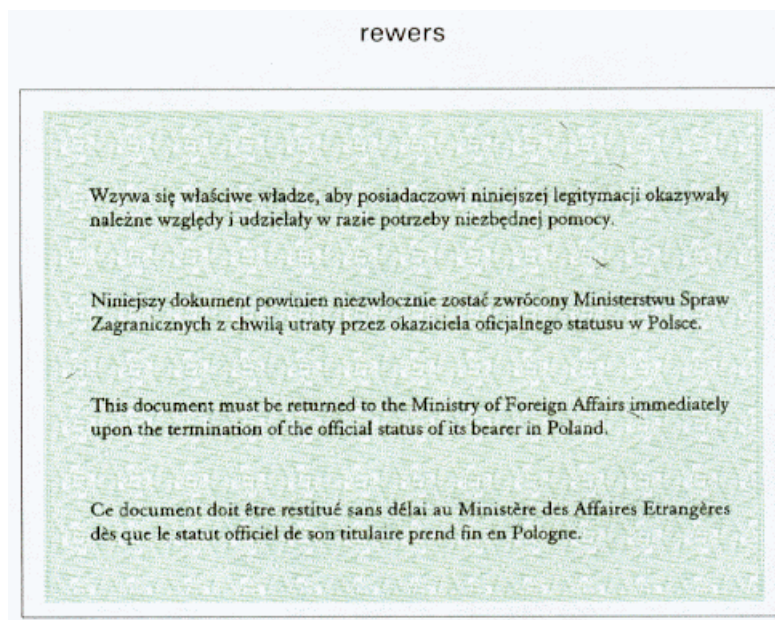 rewers
Wzywa się właściwe władze, aby posiadaczowi niniejszej legitymacji okazywały
należne względy i udzielały w razie potrzeby niezbędnej pomocy.
Niniejszy dokument powinien niezwłocznie zostać zwrócony Ministerstwu Spraw
Zagranicznych z chwilą utraty przez okaziciela oficjalnego statusu w Polsce.
This document must be returned to the Ministry of Foreign Affairs immediately
upon the termination of the official status of its bearer in Poland.
Ce document doit être restitué sans délai au Ministère des Affaires Etrangères
dès que le statut officiel de son titulaire prend fin en Pologne.